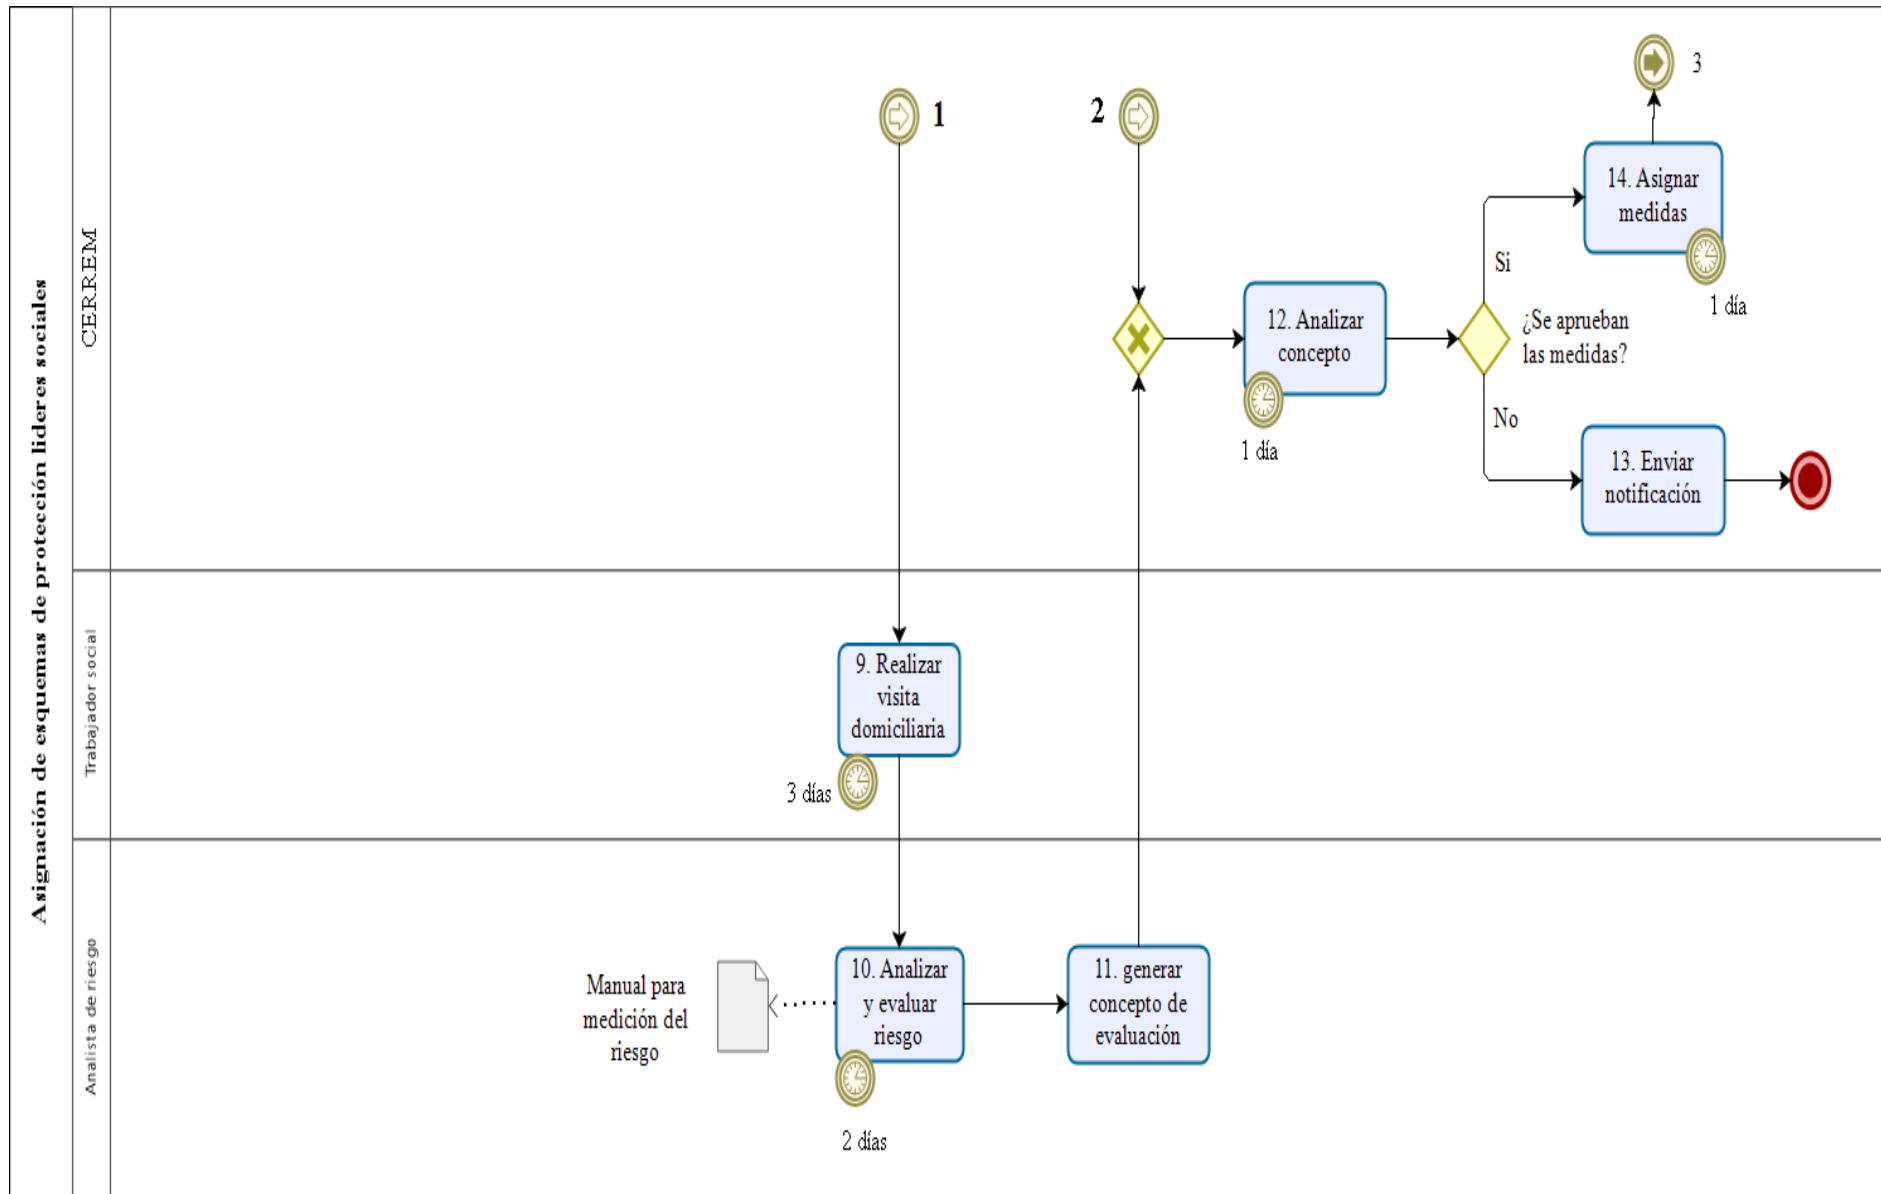 Asignación de esquemas de protección lideres sociales
CERREM
1
2
3
14. Asignar
medidas
1 día
Si
12. Analizar
concepto
1 día
¿Se aprueban
las medidas?
No
13. Enviar
notificación
Trabajador social
9. Realizar
visita
domiciliaria
3 días
Analista de riesgo
Manual para
medición del
riesgo
10. Analizar
y evaluar
riesgo
2 días
11. generar
concepto de
evaluación